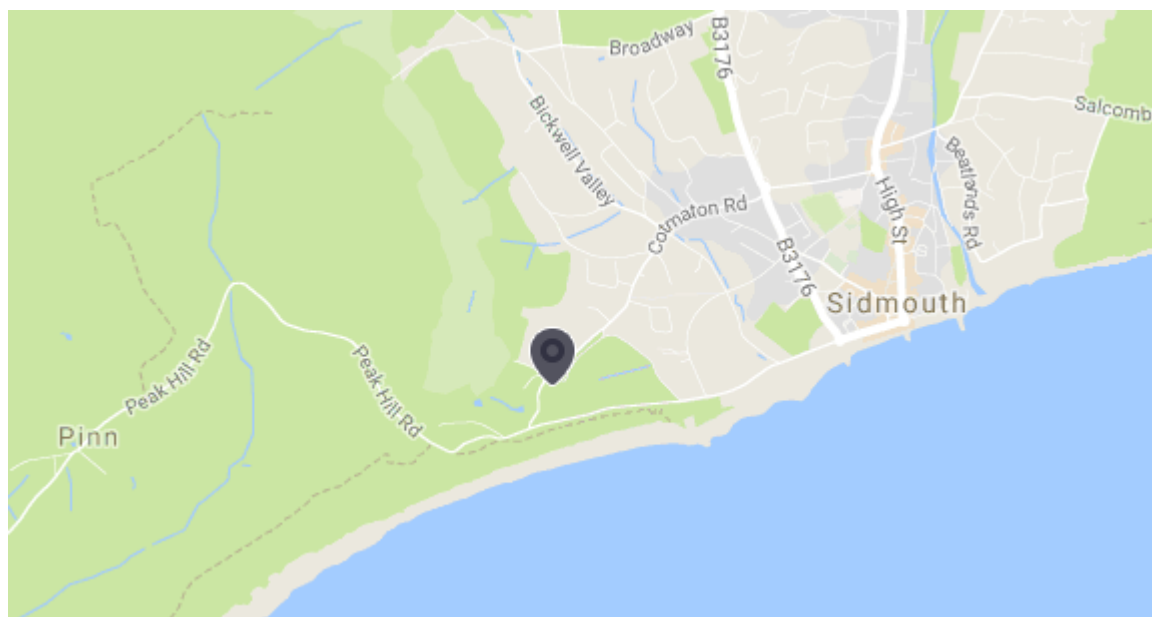 Broadway
B3176
Salcomb
Bickwell Valley
Beatlands Rd
High St
Cotmaton Rd
B3176
Sidmouth
Peak Hill Rd
Peak Hill Rd
Pinn